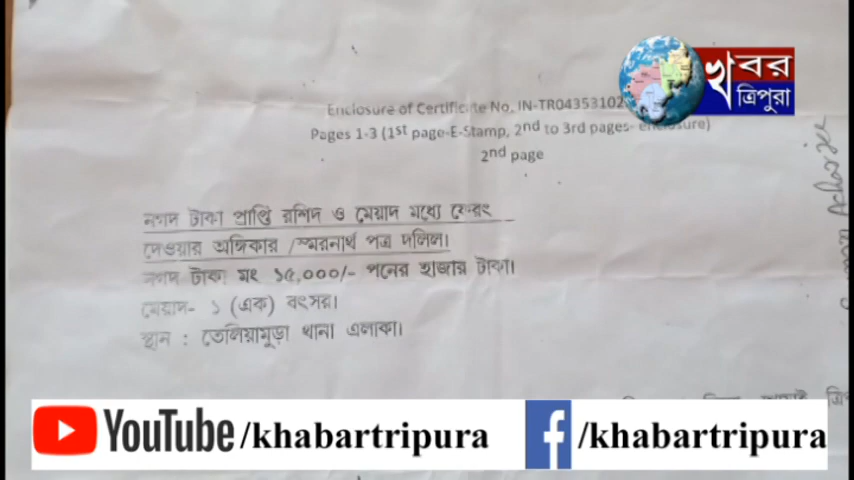 খবর
ত্রিপুরা
Enclosure of Certificate No. IN-TR04353102
Pages 1-3 (1st page-E-Stamp, 2nd to 3rd pages- enclosure)
2nd page
নগদ টাকা প্রাপ্তি রশিদ ও মেয়াদ মধ্যে ফেরৎ
দেওয়ার অঙ্গিকার /স্মরনার্থ পত্র দলিল।
নগদ টাকা মং ১৫,০০০/- পনের হাজার টাকা।
মেয়াদ- ১ (এক) বৎসর।
স্থান : তেলিয়ামুড়া থানা এলাকা।
Acharjee
YouTube /khabartripura
f /khabartripura